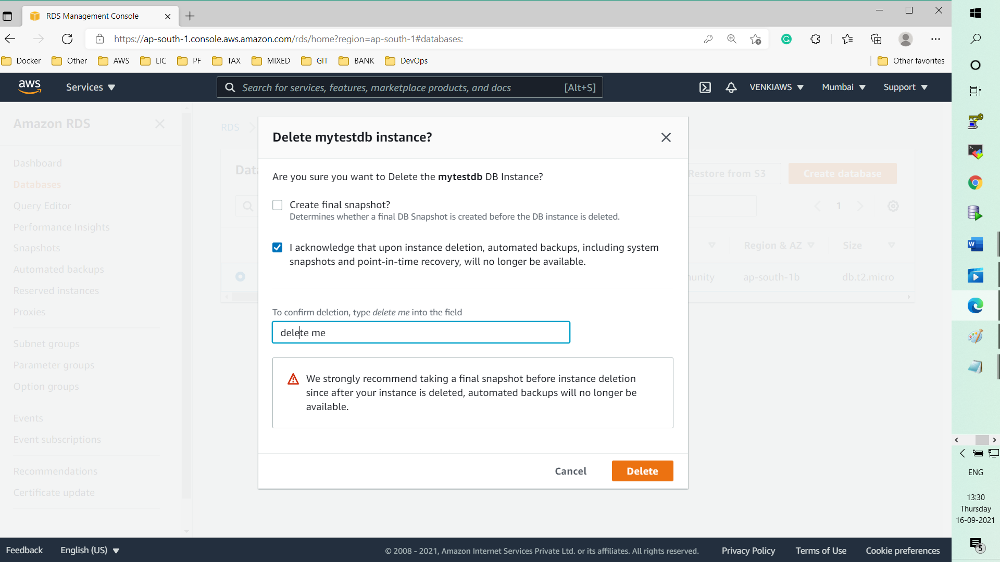 RDS Management Console
https://ap-south-1.console.aws.amazon.com/rds/home?region=ap-south-1#databases:
Docker Other AWS LIC PF TAX MIXED GIT BANK DevOps Other favorites
aws Services Search for services, features, marketplace products, and docs [Alt+S] VENKIAWS Mumbai Support
Amazon RDS
Dashboard
Databases
Query Editor
Performance Insights
Snapshots
Automated backups
Reserved instances
Proxies
Subnet groups
Parameter groups
Option groups
Events
Event subscriptions
Recommendations
Certificate update
RDS
Data
Restore from S3 Create database
1
Region & AZ Size
nunity ap-south-1b db.t2.micro
Delete mytestdb instance?
Are you sure you want to Delete the mytestdb DB Instance?
Create final snapshot?
Determines whether a final DB Snapshot is created before the DB instance is deleted.
I acknowledge that upon instance deletion, automated backups, including system
snapshots and point-in-time recovery, will no longer be available.
To confirm deletion, type delete me into the field
delete me
We strongly recommend taking a final snapshot before instance deletion
since after your instance is deleted, automated backups will no longer be
available.
Cancel Delete
ENG
13:30
Thursday
16-09-2021
5
Feedback English (US) © 2008 - 2021, Amazon Internet Services Private Ltd. or its affiliates. All rights reserved. Privacy Policy Terms of Use Cookie preferences